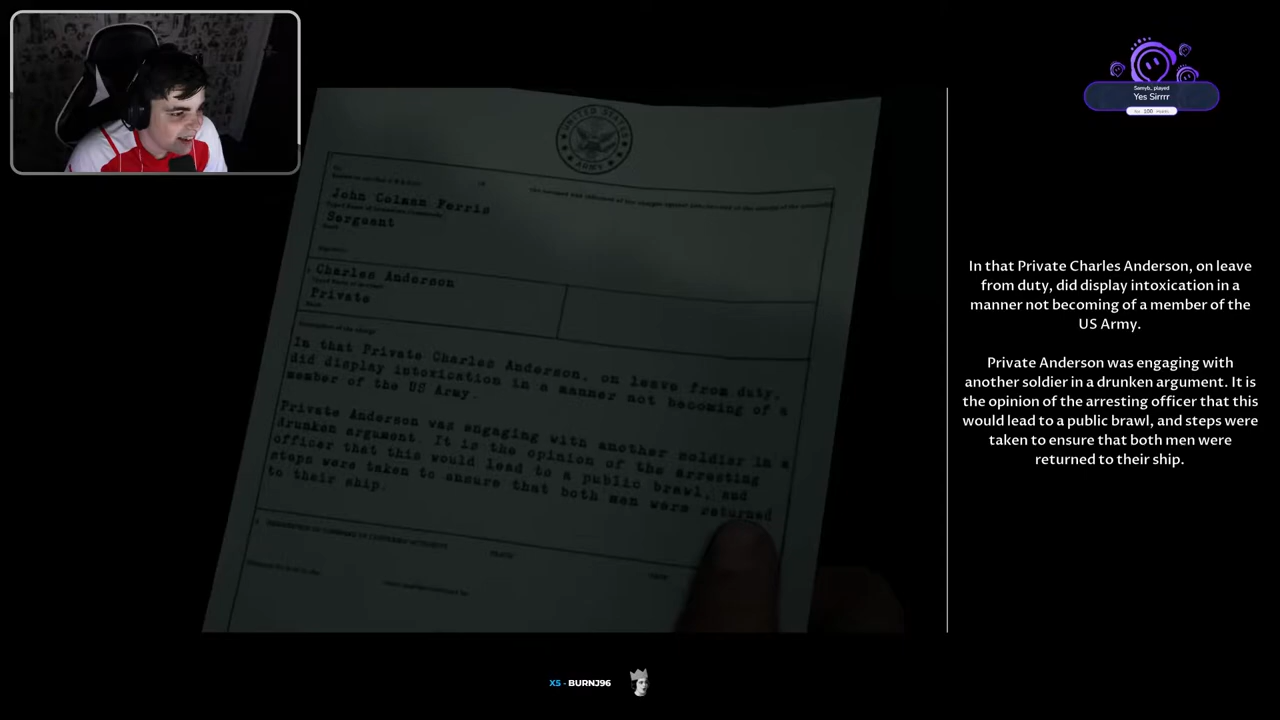 Samyb_ played
Yes Sirrrr
100
UNITED STATES
ARMY
John Colman Ferris
Sergeant
Charles Anderson
Private
In that Private Charles Anderson, on leave from duty,
did display intoxication in a manner not becoming of a
member of the US Army.
Private Anderson was engaging with another soldier in a
drunken argument. It is the opinion of the arresting
officer that this would lead to a public brawl, and
steps were taken to ensure that both men were returned
to their ship.
In that Private Charles Anderson, on leave
from duty, did display intoxication in a
manner not becoming of a member of the
US Army.
Private Anderson was engaging with
another soldier in a drunken argument. It is
the opinion of the arresting officer that this
would lead to a public brawl, and steps were
taken to ensure that both men were
returned to their ship.
X5 - BURNJ96